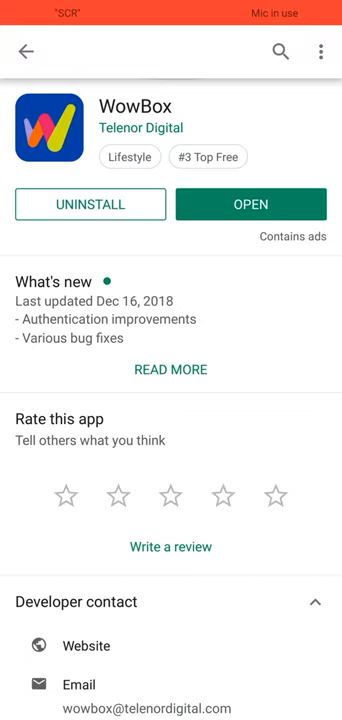 "SCR" Mic in use
WowBox
Telenor Digital
Lifestyle #3 Top Free
UNINSTALL OPEN
Contains ads
What's new
Last updated Dec 16, 2018
- Authentication improvements
- Various bug fixes
READ MORE
Rate this app
Tell others what you think
Write a review
Developer contact
Website
Email
wowbox@telenordigital.com